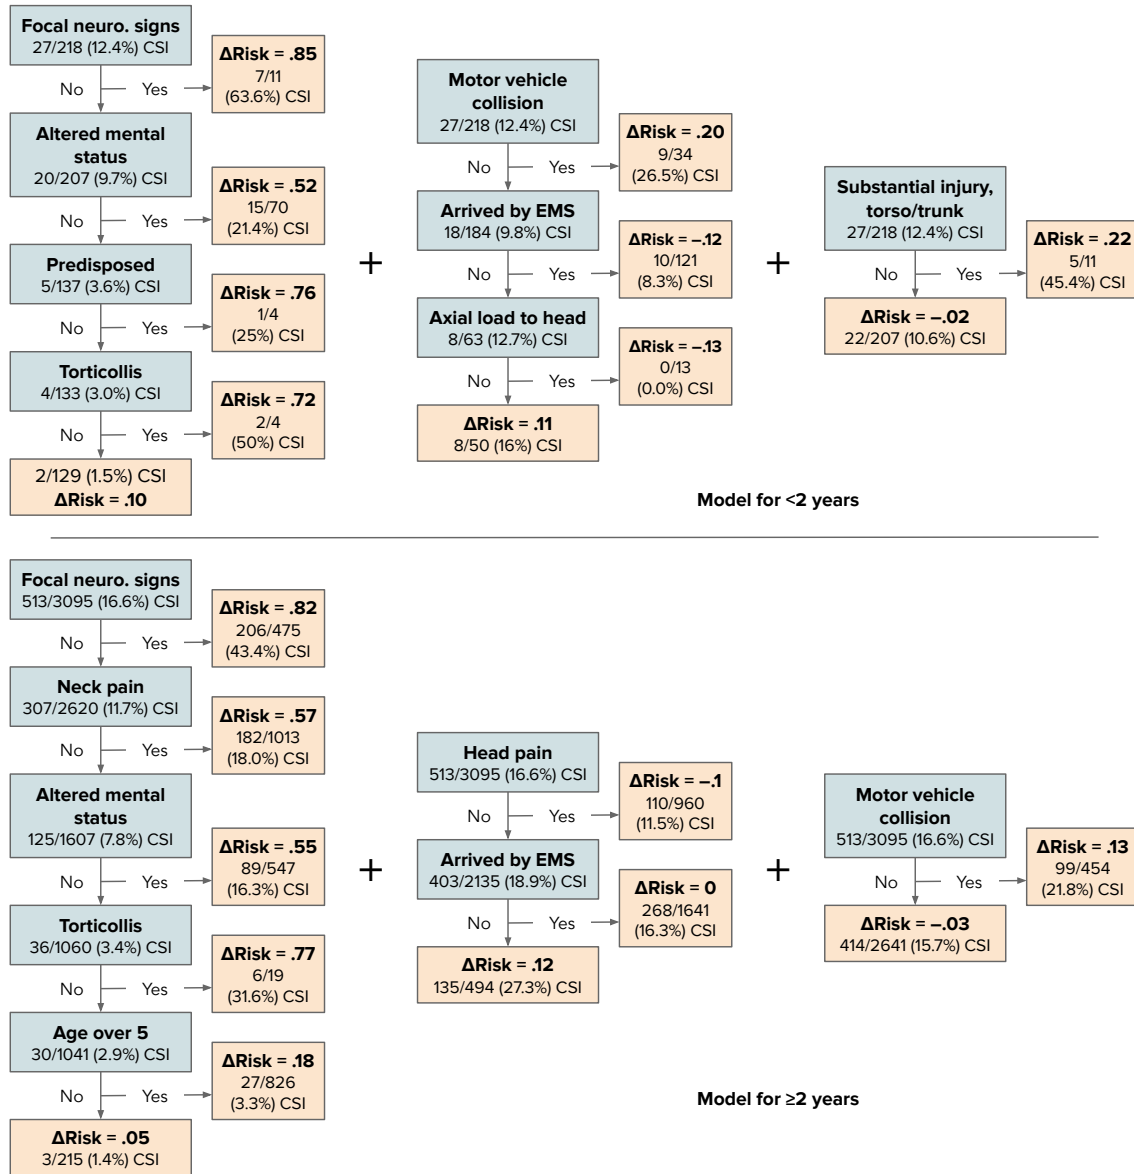 Focal neuro. signs
27/218 (12.4%) CSI
No
Yes
ΔRisk = .85
7/11
(63.6%) CSI
Altered mental
status
20/207 (9.7%) CSI
No
Yes
ΔRisk = .52
15/70
(21.4%) CSI
Predisposed
5/137 (3.6%) CSI
No
Yes
ΔRisk = .76
1/4
(25%) CSI
Torticollis
4/133 (3.0%) CSI
No
Yes
ΔRisk = .72
2/4
(50%) CSI
2/129 (1.5%) CSI
ΔRisk = .10
+
Motor vehicle
collision
27/218 (12.4%) CSI
No
Yes
ΔRisk = .20
9/34
(26.5%) CSI
Arrived by EMS
18/184 (9.8%) CSI
No
Yes
ΔRisk = –.12
10/121
(8.3%) CSI
Axial load to head
8/63 (12.7%) CSI
No
Yes
ΔRisk = –.13
0/13
(0.0%) CSI
ΔRisk = .11
8/50 (16%) CSI
+
Substantial injury,
torso/trunk
27/218 (12.4%) CSI
No
Yes
ΔRisk = .22
5/11
(45.4%) CSI
ΔRisk = –.02
22/207 (10.6%) CSI
Model for <2 years
Focal neuro. signs
513/3095 (16.6%) CSI
No
Yes
ΔRisk = .82
206/475
(43.4%) CSI
Neck pain
307/2620 (11.7%) CSI
No
Yes
ΔRisk = .57
182/1013
(18.0%) CSI
Altered mental
status
125/1607 (7.8%) CSI
No
Yes
ΔRisk = .55
89/547
(16.3%) CSI
Torticollis
36/1060 (3.4%) CSI
No
Yes
ΔRisk = .77
6/19
(31.6%) CSI
Age over 5
30/1041 (2.9%) CSI
No
Yes
ΔRisk = .18
27/826
(3.3%) CSI
ΔRisk = .05
3/215 (1.4%) CSI
+
Head pain
513/3095 (16.6%) CSI
No
Yes
ΔRisk = –.1
110/960
(11.5%) CSI
Arrived by EMS
403/2135 (18.9%) CSI
No
Yes
ΔRisk = 0
268/1641
(16.3%) CSI
ΔRisk = .12
135/494 (27.3%) CSI
+
Motor vehicle
collision
513/3095 (16.6%) CSI
No
Yes
ΔRisk = .13
99/454
(21.8%) CSI
ΔRisk = –.03
414/2641 (15.7%) CSI
Model for ≥2 years